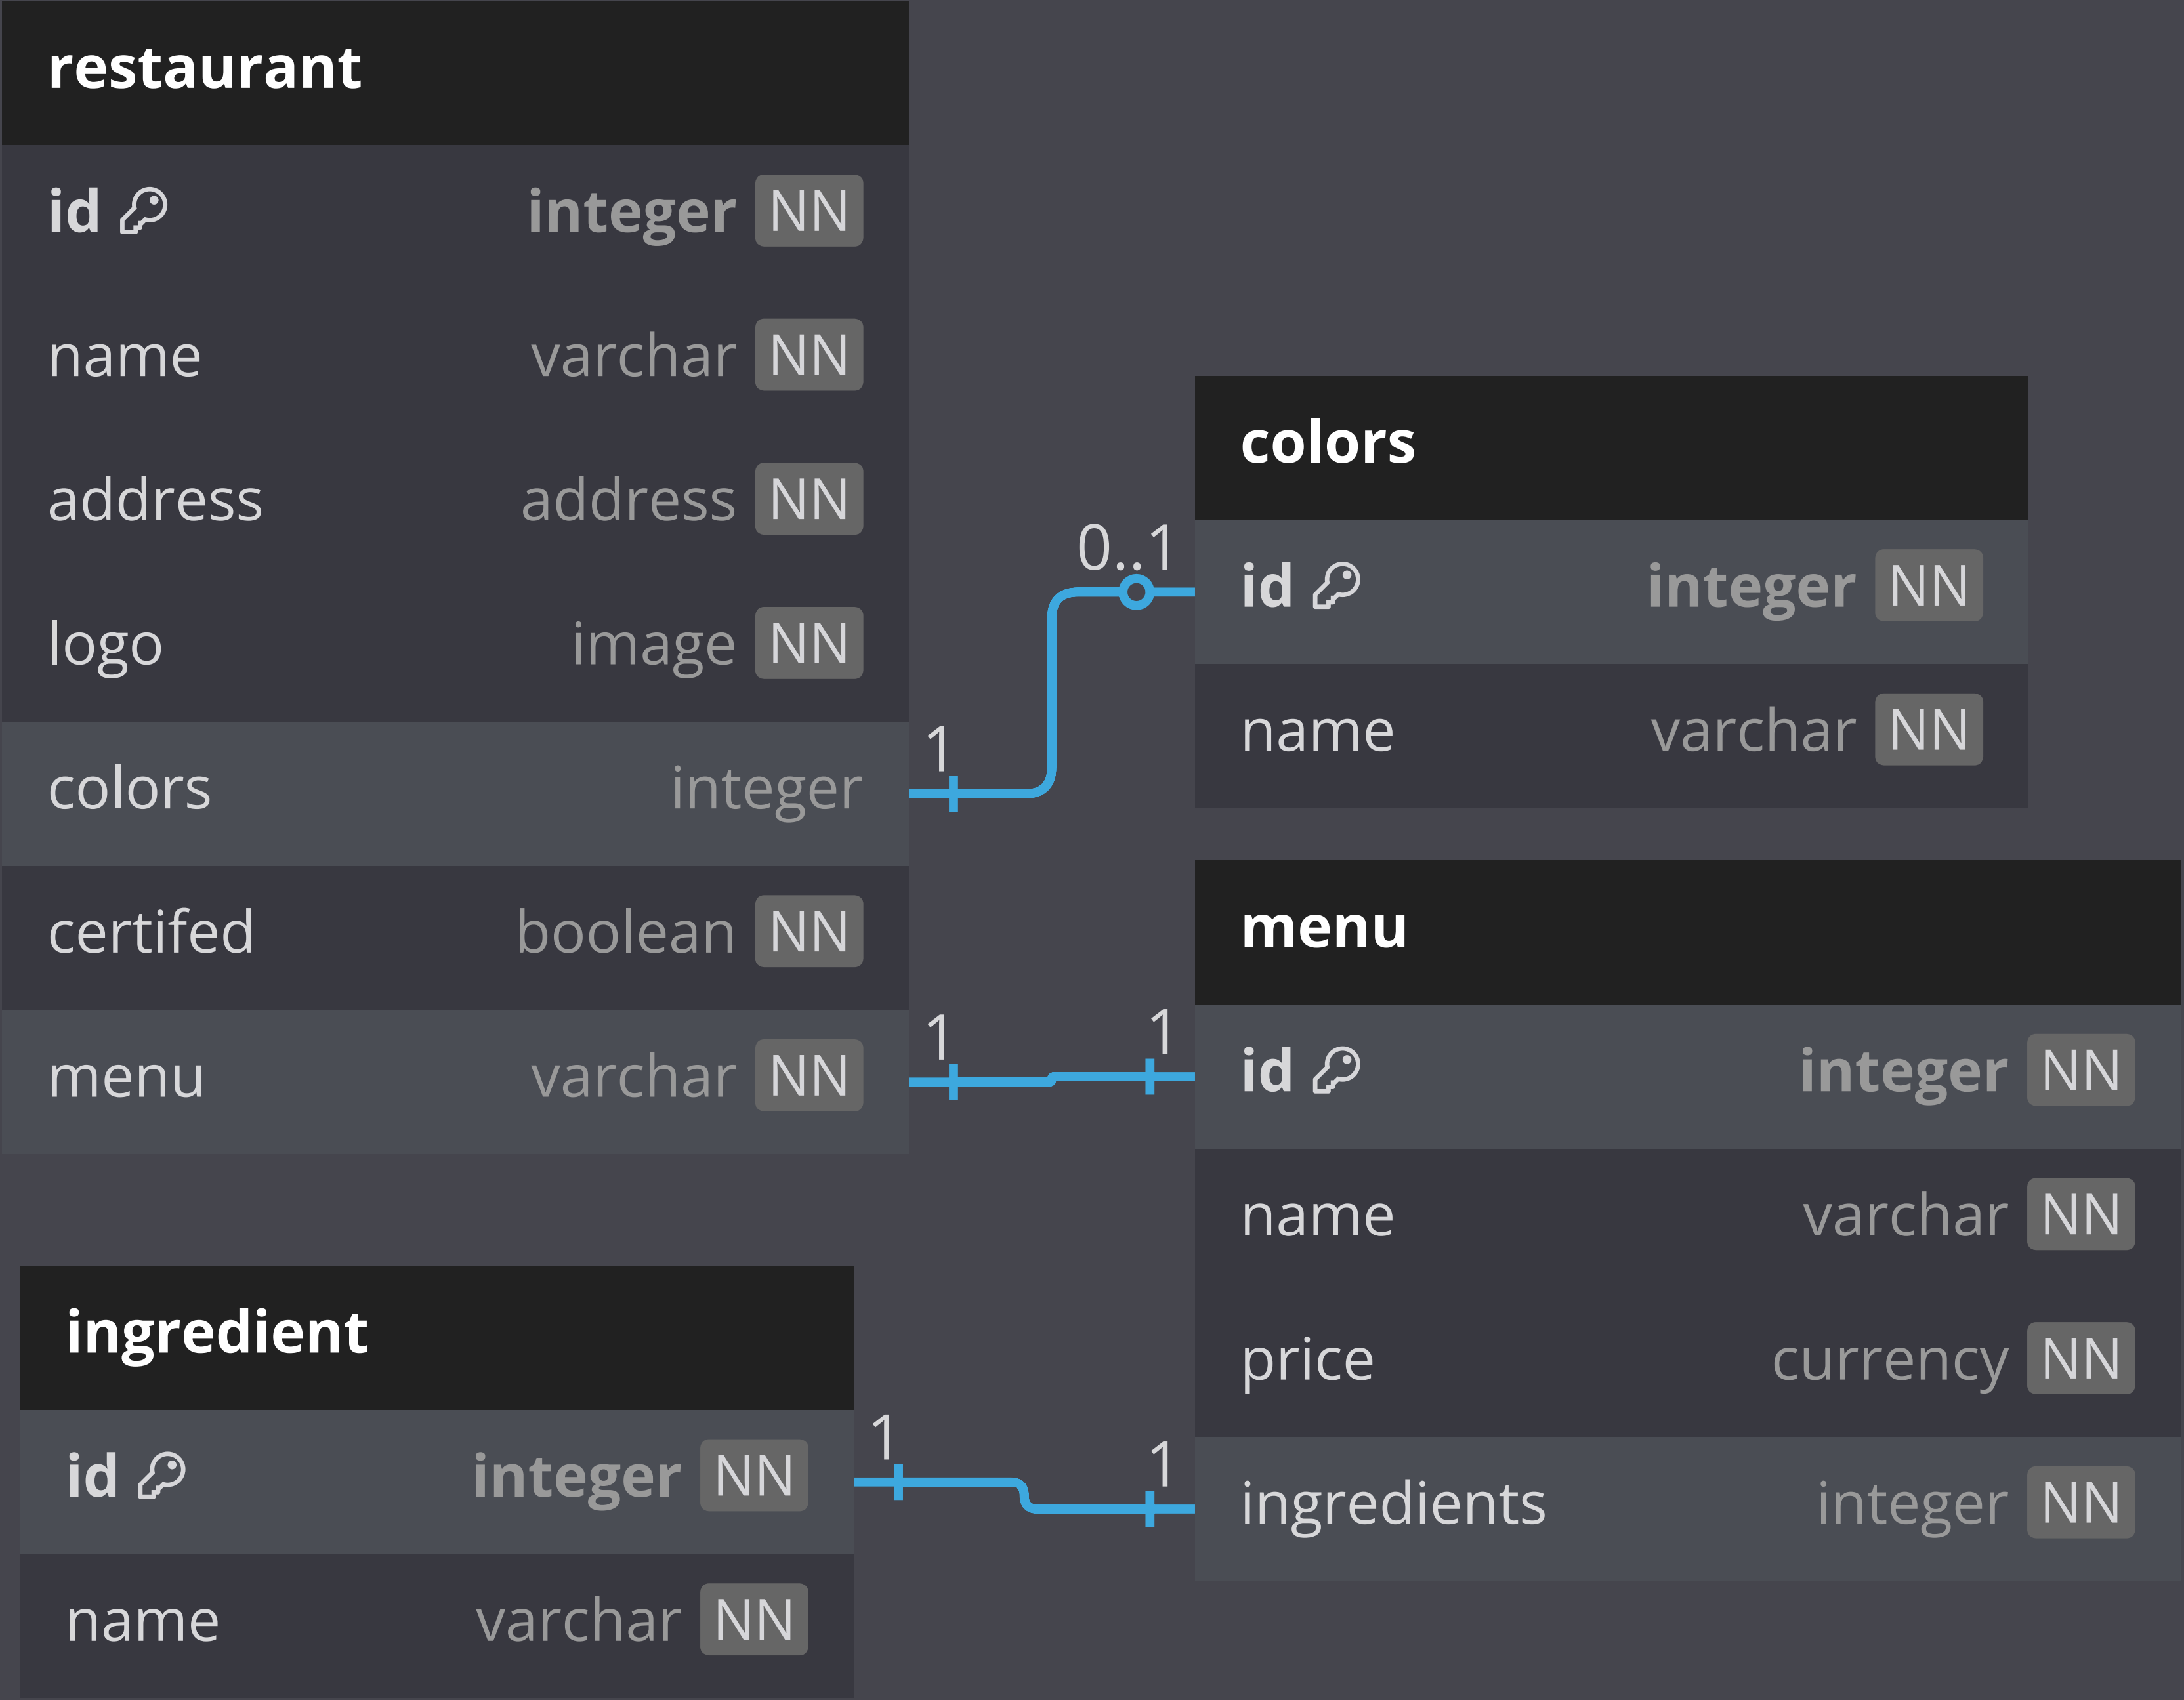 restaurant
id integer NN
name varchar NN
address address NN
logo image NN
colors integer
certifed boolean NN
menu varchar NN
1
0..1
1
1
colors
id integer NN
name varchar NN
menu
id integer NN
name varchar NN
price currency NN
ingredients integer NN
ingredient
id integer NN
name varchar NN
1
1